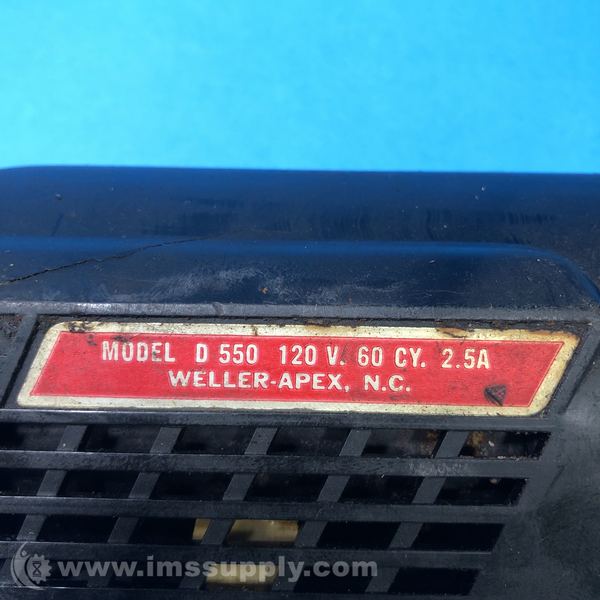 MODEL D 550 120 V. 60 CY. 2.5A
WELLER-APEX, N.C.
www.imssupply.com